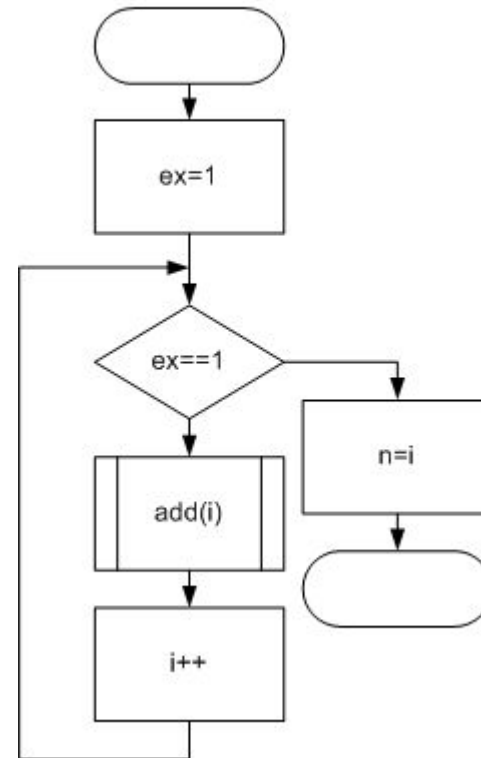 ex=1
ex==1
n=i
add(i)
i++